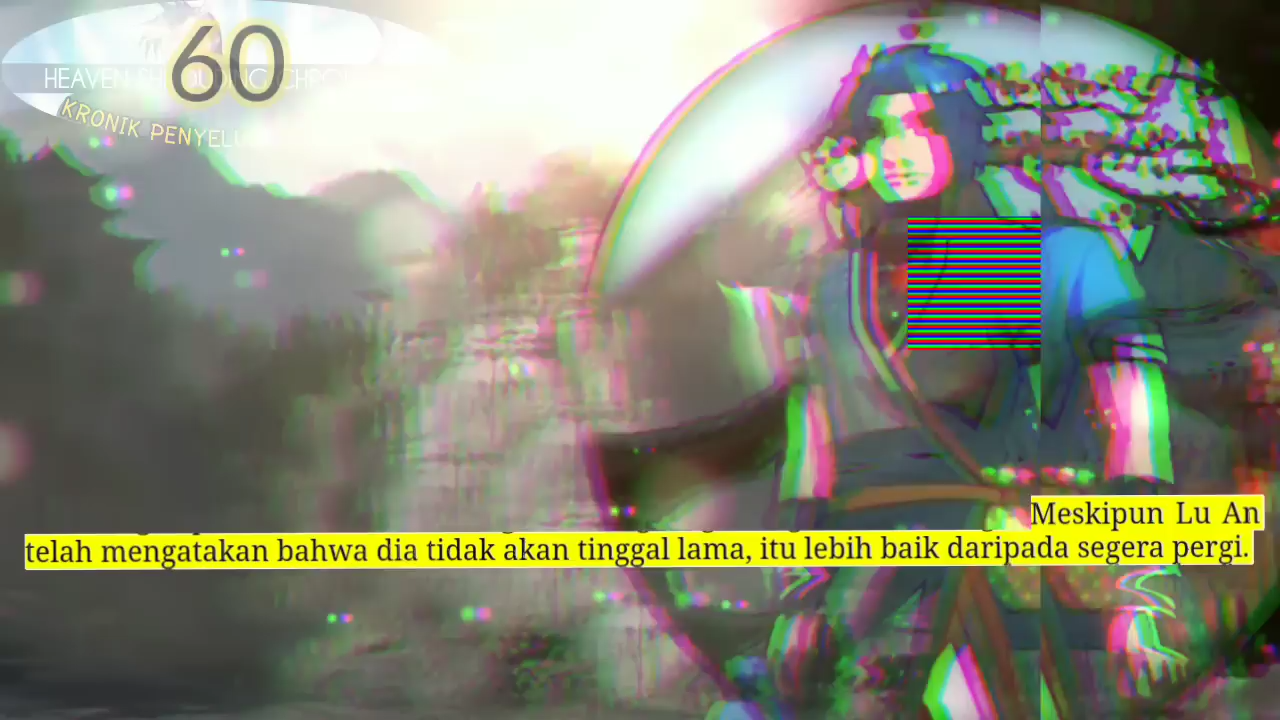 60
HEAVEN
KRONIK
Meskipun Lu An
telah mengatakan bahwa dia tidak akan tinggal lama, itu lebih baik daripada segera pergi.